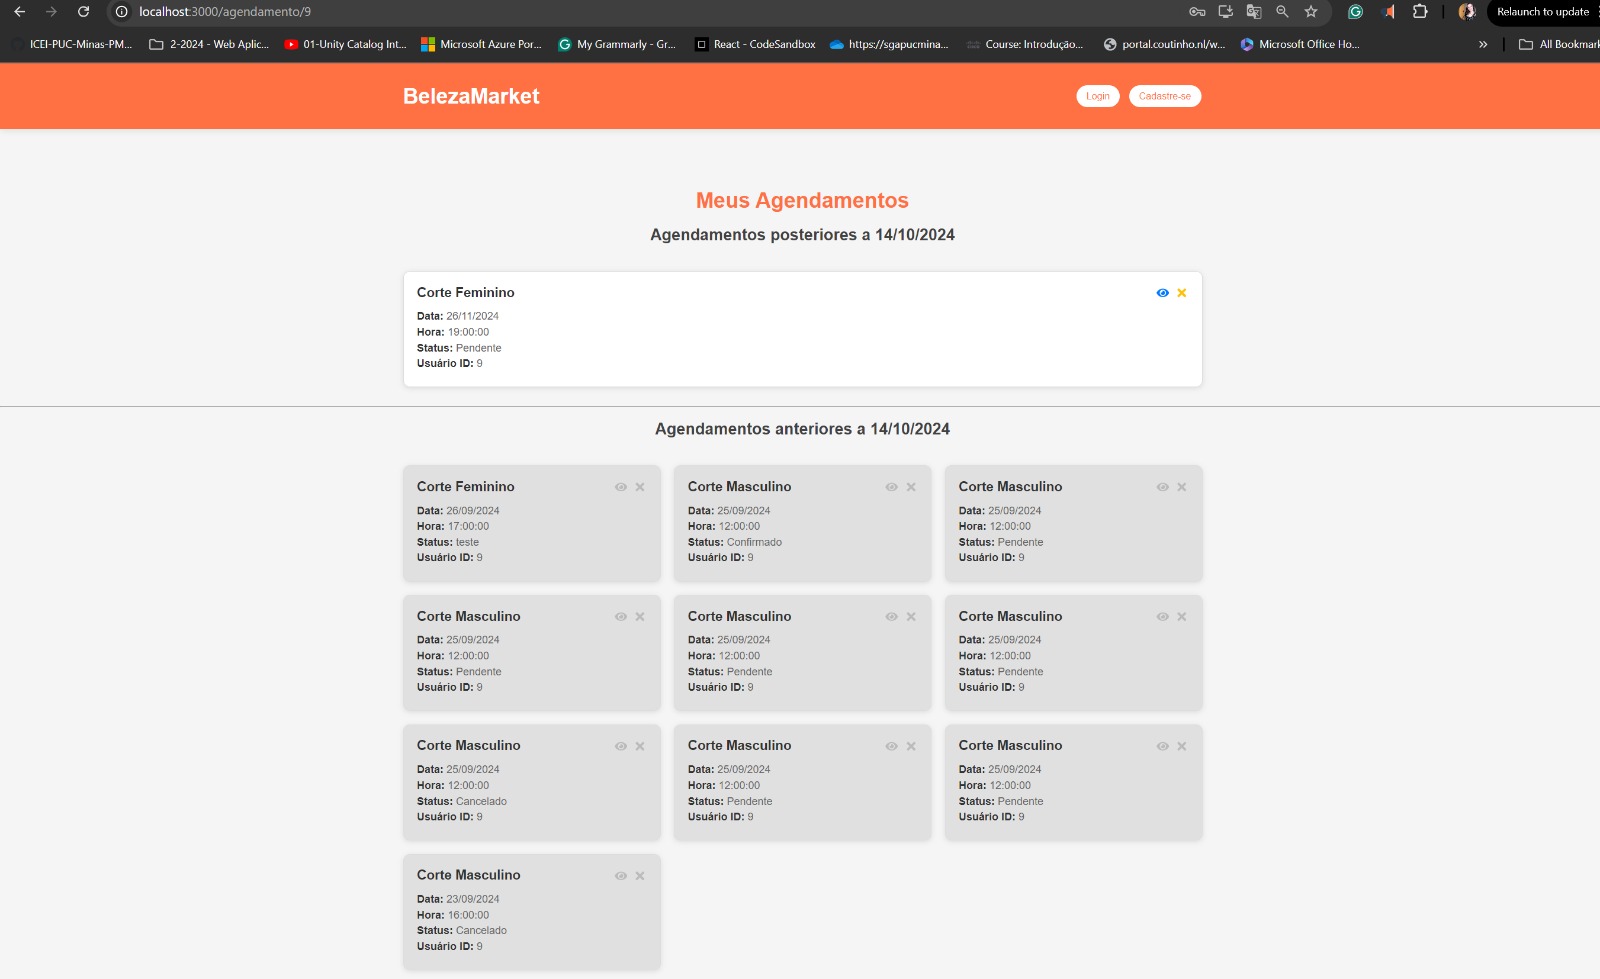 localhost:3000/agendamento/9
Relaunch to update
ICEI-PUC-Minas-PM...
2-2024 - Web Aplic...
01-Unity Catalog Int...
Microsoft Azure Por...
My Grammarly - Gr...
React - CodeSandbox
https://sgapucmina...
Course: Introdução...
portal.coutinho.nl/w...
Microsoft Office Ho...
»
All Bookmark
BelezaMarket
Login
Cadastre-se
Meus Agendamentos
Agendamentos posteriores a 14/10/2024
Corte Feminino
Data: 26/11/2024
Hora: 19:00:00
Status: Pendente
Usuário ID: 9
Agendamentos anteriores a 14/10/2024
Corte Feminino
Data: 26/09/2024
Hora: 17:00:00
Status: teste
Usuário ID: 9
Corte Masculino
Data: 25/09/2024
Hora: 12:00:00
Status: Confirmado
Usuário ID: 9
Corte Masculino
Data: 25/09/2024
Hora: 12:00:00
Status: Pendente
Usuário ID: 9
Corte Masculino
Data: 25/09/2024
Hora: 12:00:00
Status: Pendente
Usuário ID: 9
Corte Masculino
Data: 25/09/2024
Hora: 12:00:00
Status: Pendente
Usuário ID: 9
Corte Masculino
Data: 25/09/2024
Hora: 12:00:00
Status: Pendente
Usuário ID: 9
Corte Masculino
Data: 25/09/2024
Hora: 12:00:00
Status: Cancelado
Usuário ID: 9
Corte Masculino
Data: 25/09/2024
Hora: 12:00:00
Status: Pendente
Usuário ID: 9
Corte Masculino
Data: 25/09/2024
Hora: 12:00:00
Status: Pendente
Usuário ID: 9
Corte Masculino
Data: 23/09/2024
Hora: 16:00:00
Status: Cancelado
Usuário ID: 9